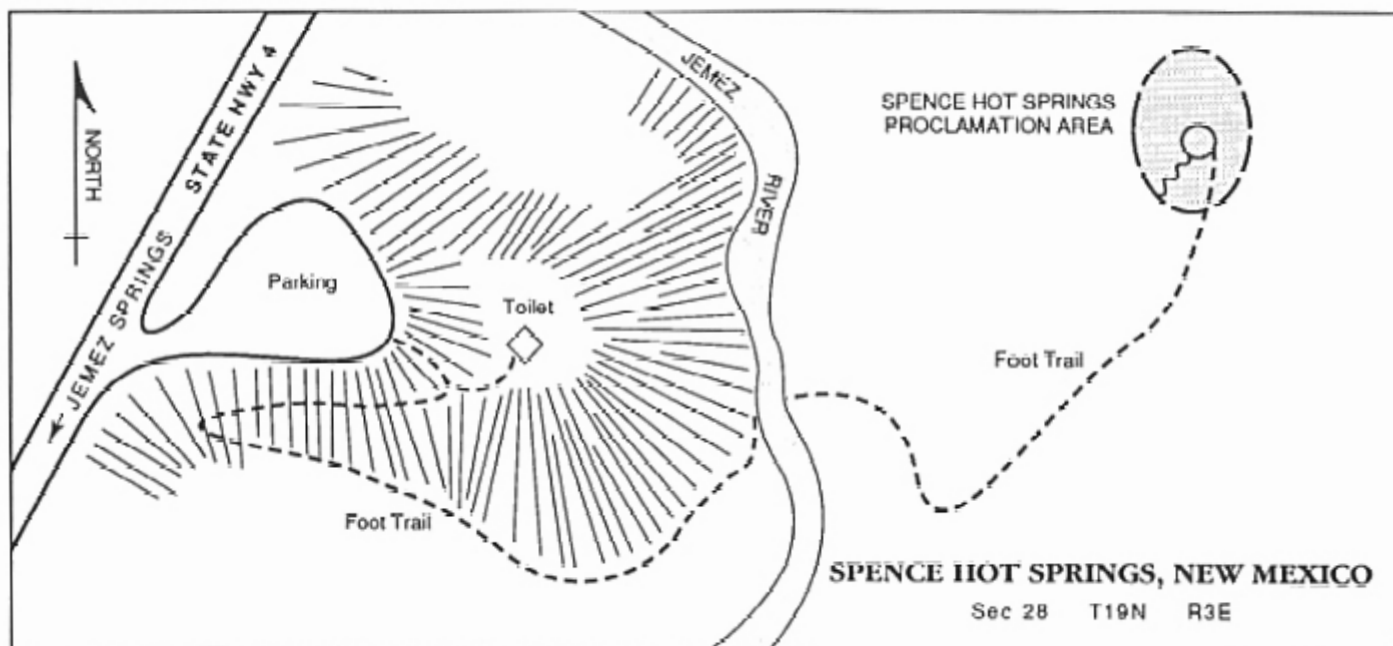 NORTH
STATE NWY 4
JEMEZ SPRINGS
Parking
Toilet
Foot Trail
JEMEZ
RIVER
SPENCE HOT SPRINGS
PROCLAMATION AREA
Foot Trail
SPENCE HOT SPRINGS, NEW MEXICO
Sec 28 T19N R3E